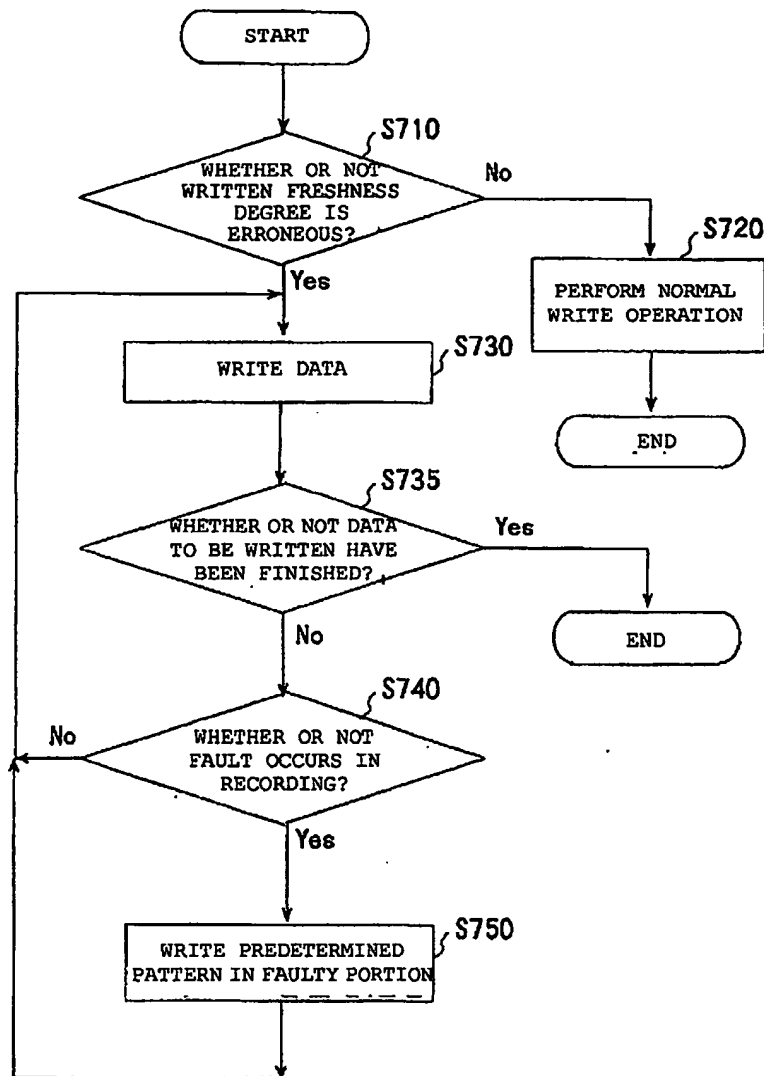 START
S710
WHETHER OR NOT
WRITTEN FRESHNESS
DEGREE IS
ERRONEOUS?
No
Yes
S720
PERFORM NORMAL
WRITE OPERATION
END
S730
WRITE DATA
S735
WHETHER OR NOT DATA
TO BE WRITTEN HAVE
BEEN FINISHED?
Yes
END
No
S740
WHETHER OR NOT
FAULT OCCURS IN
RECORDING?
No
Yes
S750
WRITE PREDETERMINED
PATTERN IN FAULTY PORTION